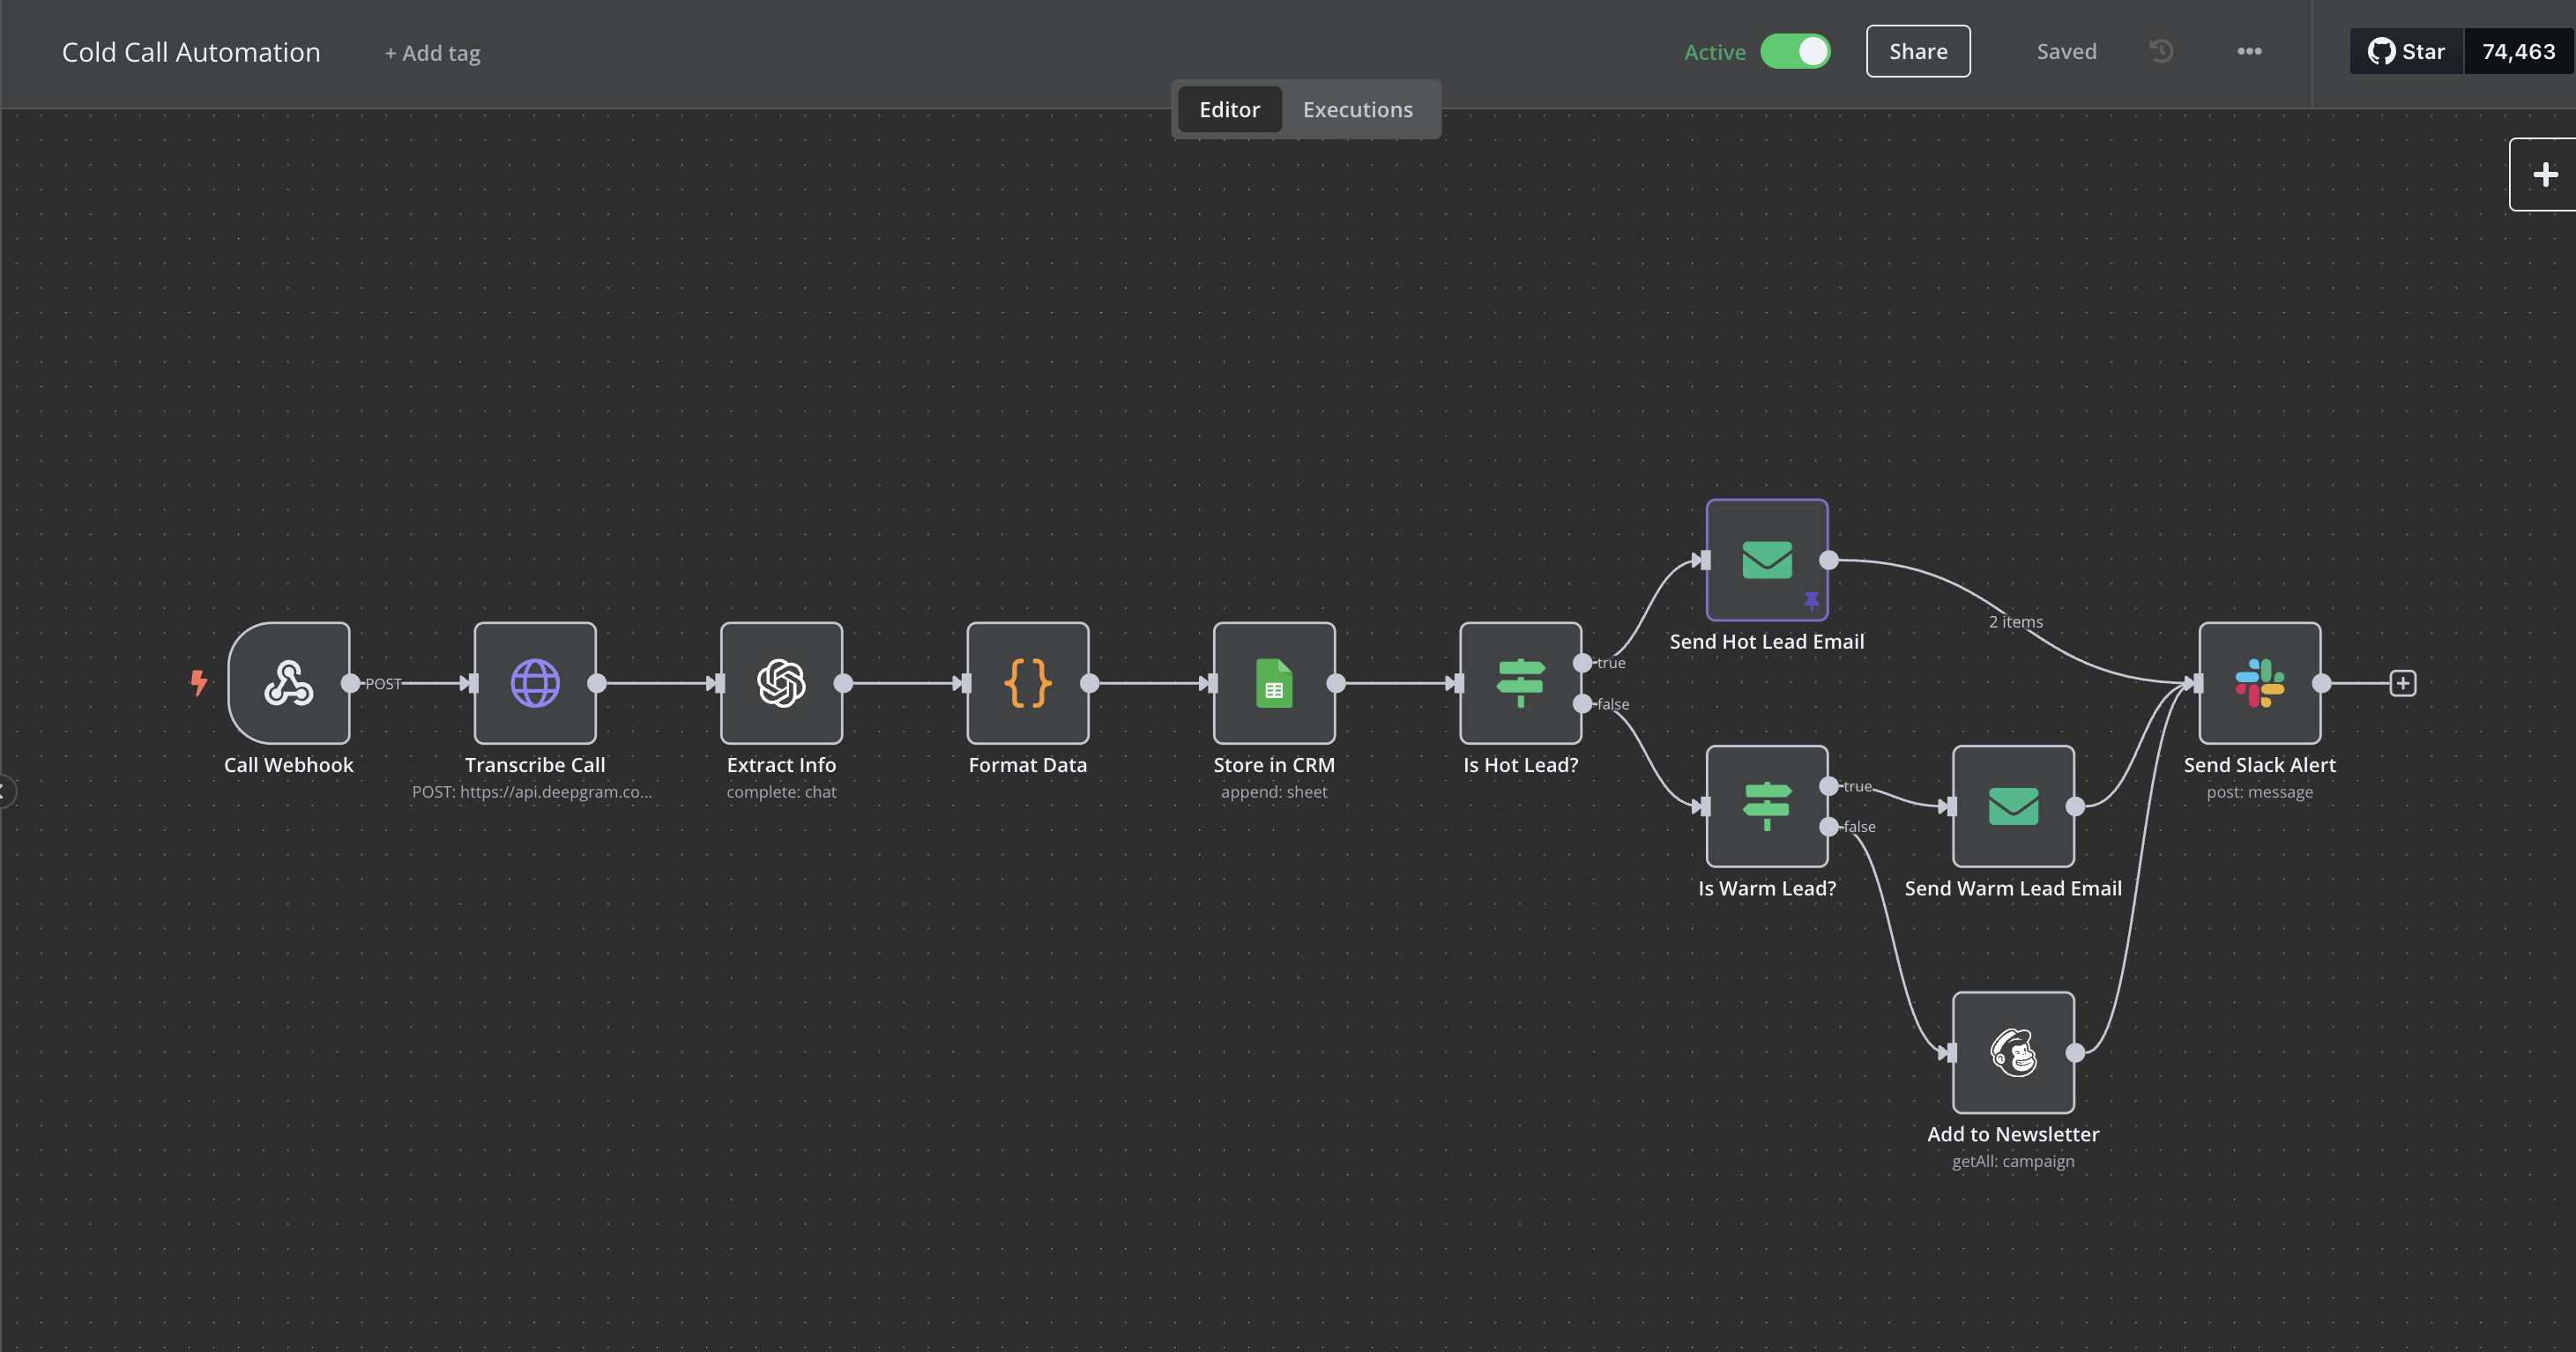 Cold Call Automation
+ Add tag
Active
Share
Saved
Star
74,463
Editor
Executions
Send Hot Lead Email
2 items
POST
true
false
Call Webhook
Transcribe Call
POST: https://api.deepgram.co...
Extract Info
complete: chat
Format Data
Store in CRM
append: sheet
Is Hot Lead?
Send Slack Alert
post: message
true
false
Is Warm Lead?
Send Warm Lead Email
Add to Newsletter
getAll: campaign